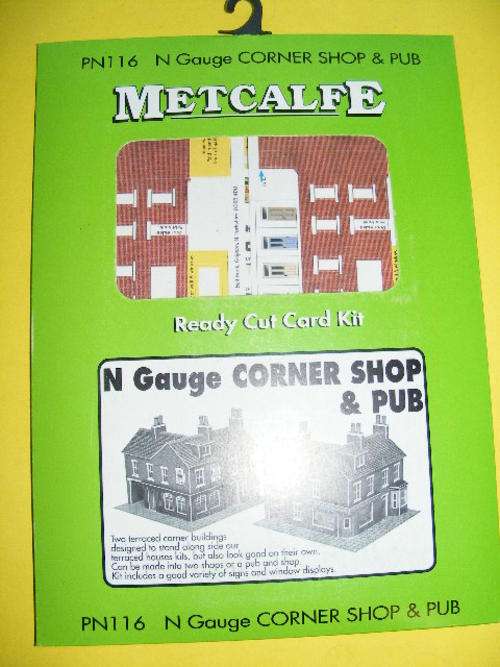 PN116 N Gauge CORNER SHOP & PUB
METCALFE
Ready Cut Card Kit
N Gauge CORNER SHOP
& PUB
Two terraced corner buildings
designed to stand along side our
terraced houses kits, but also look good on their own.
Can be made into two shops or a pub and shop
Kit includes a good variety of signs and window displays.
PN116 N Gauge CORNER SHOP & PUB